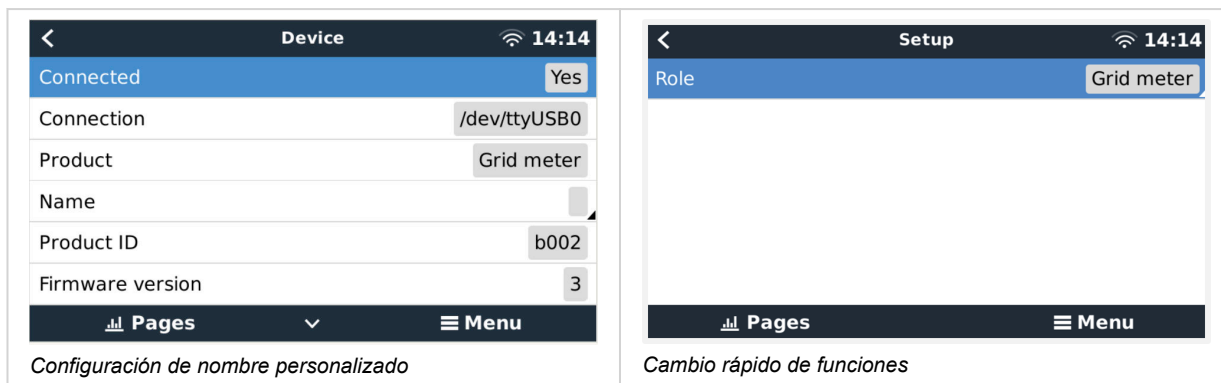 Device 14:14
Connected Yes
Connection /dev/ttyUSB0
Product Grid meter
Name
Product ID b002
Firmware version 3
Pages Menu
Configuración de nombre personalizado
Setup 14:14
Role Grid meter
Pages Menu
Cambio rápido de funciones